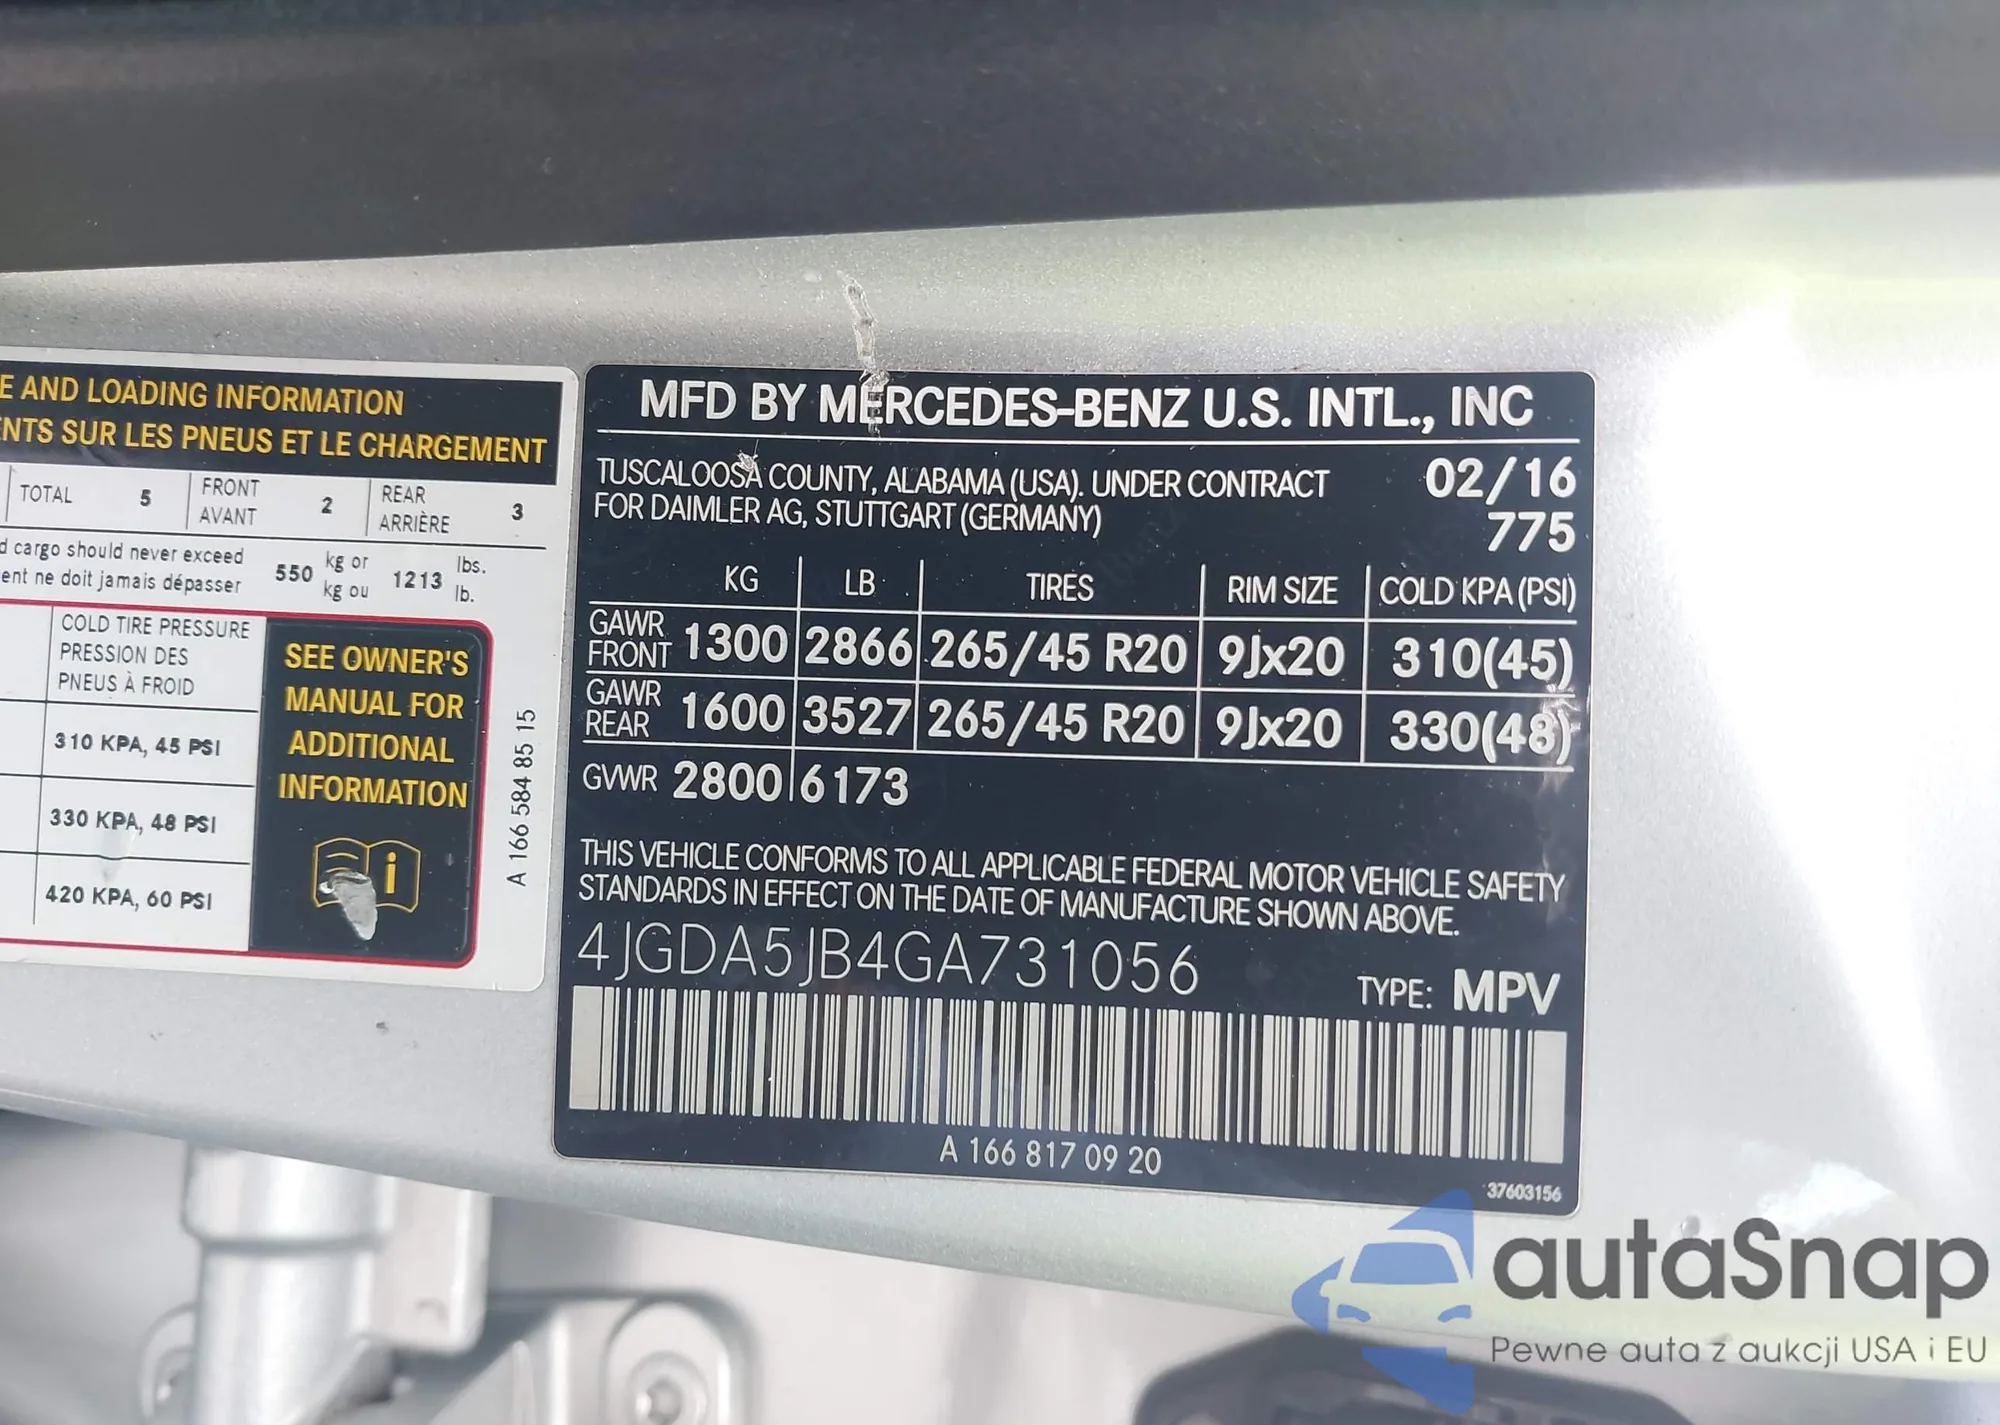 E AND LOADING INFORMATION
ENTS SUR LES PNEUS ET LE CHARGEMENT
TOTAL 5 FRONT AVANT 2 REAR ARRIÈRE 3
d cargo should never exceed
ent ne doit jamais dépasser
550 kg or kg ou 1213 lbs. lb.
COLD TIRE PRESSURE
PRESSION DES
PNEUS À FROID
310 KPA, 45 PSI
330 KPA, 48 PSI
420 KPA, 60 PSI
SEE OWNER'S
MANUAL FOR
ADDITIONAL
INFORMATION
i
A 166 584 85 15
MFD BY MERCEDES-BENZ U.S. INTL., INC
TUSCALOOSA COUNTY, ALABAMA (USA). UNDER CONTRACT
FOR DAIMLER AG, STUTTGART (GERMANY)
02/16
775
KG LB TIRES RIM SIZE COLD KPA (PSI)
GAWR FRONT 1300 2866 265/45 R20 9Jx20 310(45)
GAWR REAR 1600 3527 265/45 R20 9Jx20 330(48)
GVWR 2800 6173
THIS VEHICLE CONFORMS TO ALL APPLICABLE FEDERAL MOTOR VEHICLE SAFETY
STANDARDS IN EFFECT ON THE DATE OF MANUFACTURE SHOWN ABOVE.
4JGDA5JB4GA731056
TYPE: MPV
A 166 817 09 20
37603156
autaSnap
Pewne auta z aukcji USA i EU